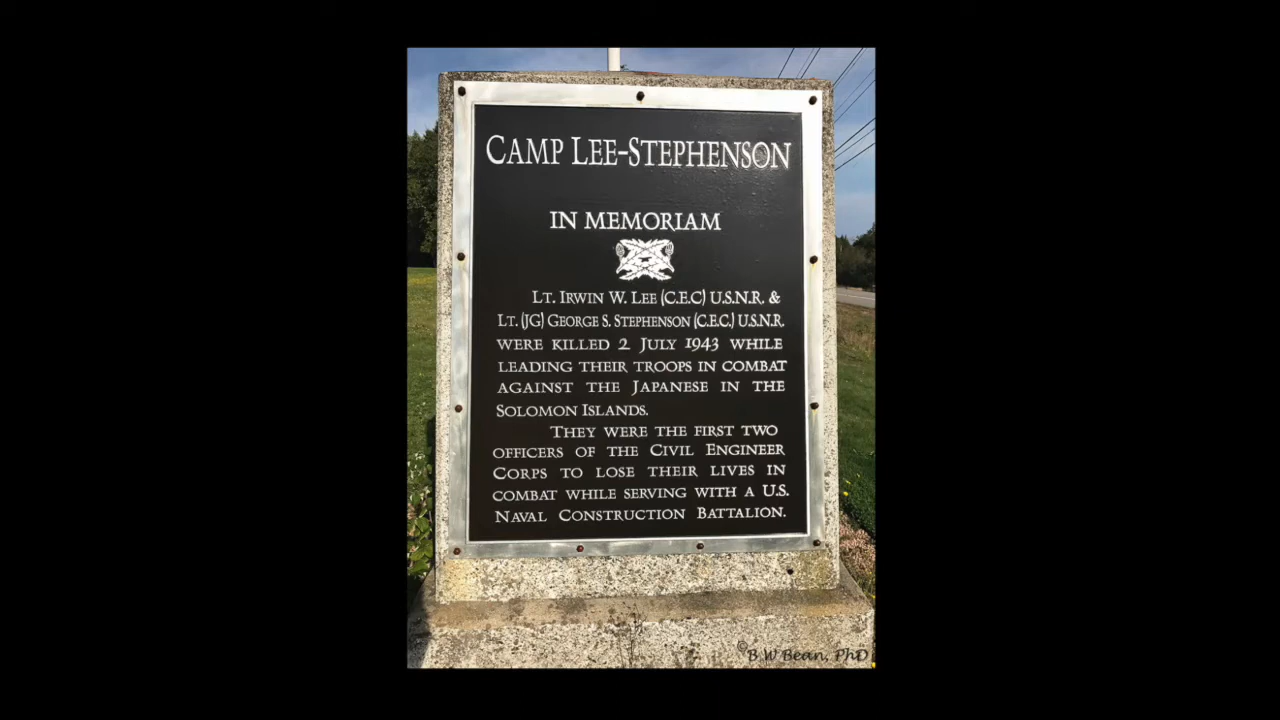 CAMP LEE-STEPHENSON
IN MEMORIAM
LT. IRWIN W. LEE (C.E.C) U.S.N.R. &
LT. (JG) GEORGE S. STEPHENSON (C.E.C.) U.S.N.R.
WERE KILLED 2 JULY 1943 WHILE
LEADING THEIR TROOPS IN COMBAT
AGAINST THE JAPANESE IN THE
SOLOMON ISLANDS.
THEY WERE THE FIRST TWO
OFFICERS OF THE CIVIL ENGINEER
CORPS TO LOSE THEIR LIVES IN
COMBAT WHILE SERVING WITH A U.S.
NAVAL CONSTRUCTION BATTALION.
©B W Bean, PhD